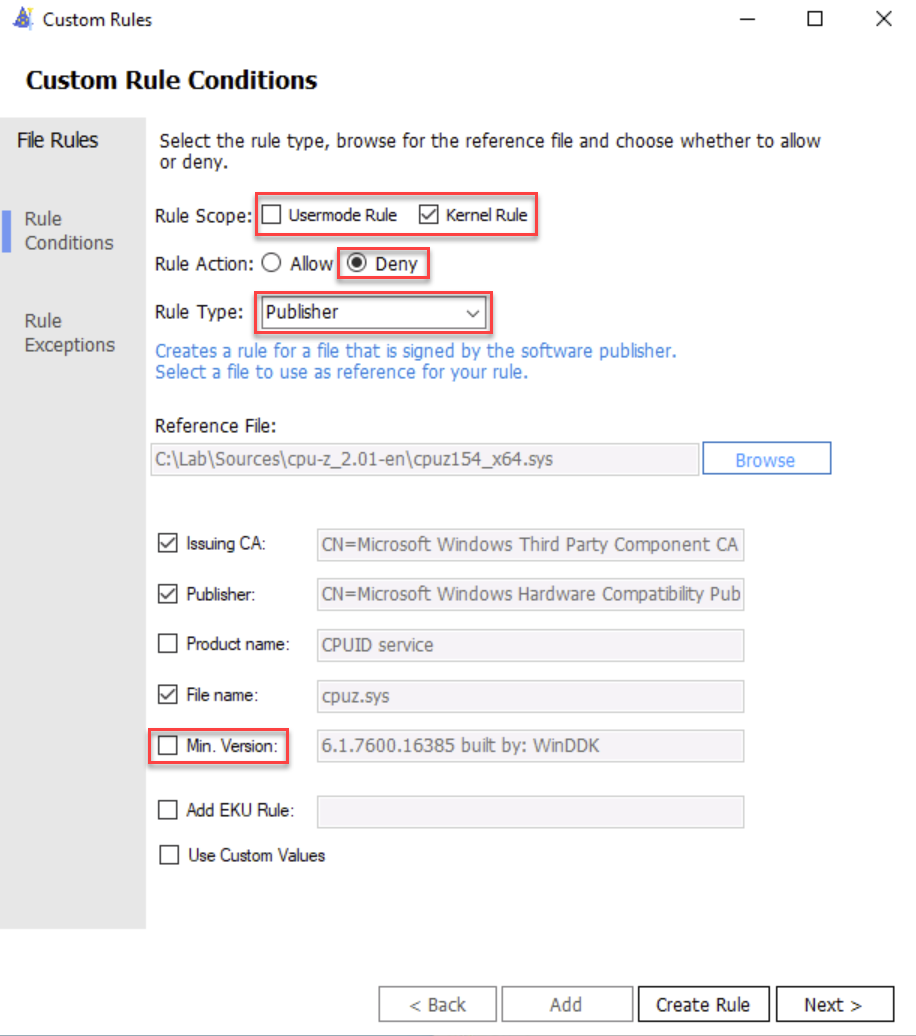 Custom Rules
Custom Rule Conditions
File Rules
Rule
Conditions
Rule
Exceptions
Select the rule type, browse for the reference file and choose whether to allow
or deny.
Rule Scope: Usermode Rule Kernel Rule
Rule Action: Allow Deny
Rule Type: Publisher
Creates a rule for a file that is signed by the software publisher.
Select a file to use as reference for your rule.
Reference File:
C:\Lab\Sources\cpu-z_2.01-en\cpuz154_x64.sys Browse
Issuing CA: CN=Microsoft Windows Third Party Component CA
Publisher: CN=Microsoft Windows Hardware Compatibility Pub
Product name: CPUID service
File name: cpuz.sys
Min. Version: 6.1.7600.16385 built by: WinDDK
Add EKU Rule:
Use Custom Values
< Back Add Create Rule Next >